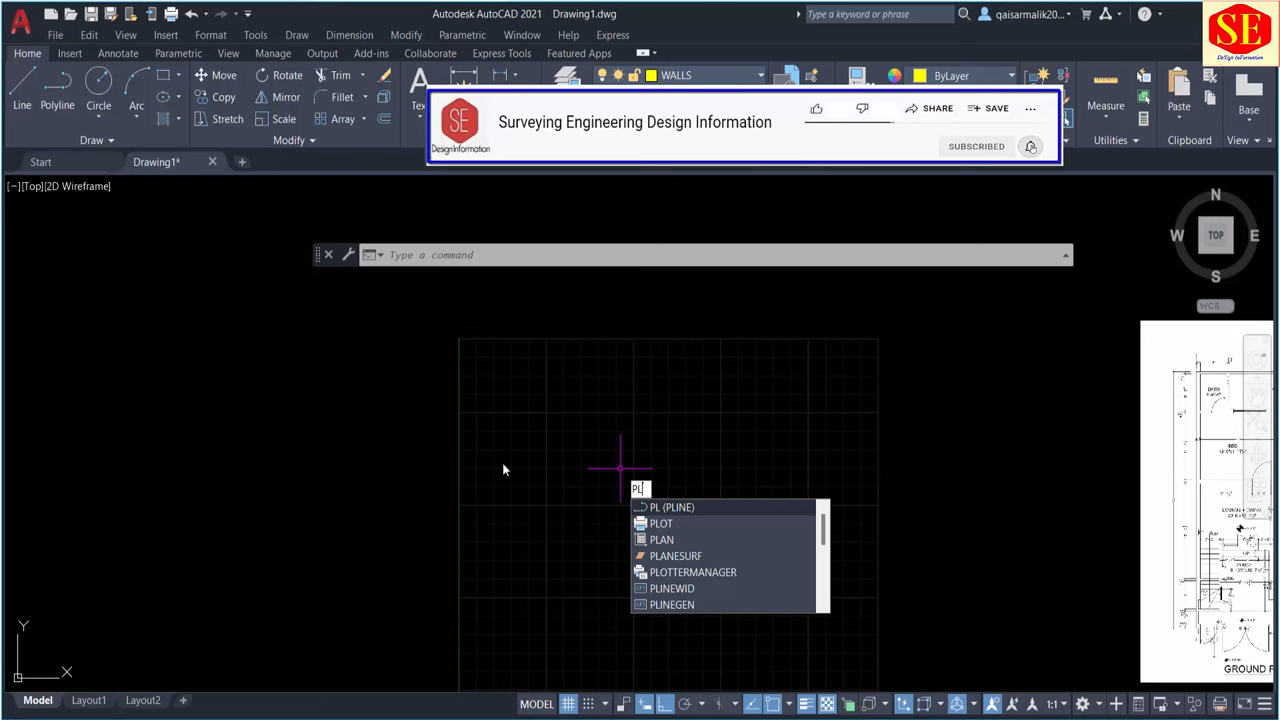 Autodesk AutoCAD 2021 Drawing1.dwg
Type a keyword or phrase
qaisarmalik20...
SE
DeSign InFormation
File Edit View Insert Format Tools Draw Dimension Modify Parametric Window Help Express
Home Insert Annotate Parametric View Manage Output Add-ins Collaborate Express Tools Featured Apps
Line Polyline Circle Arc
Move Rotate Trim
Copy Mirror Fillet
Stretch Scale Array
WALLS
ByLayer
Measure
Paste
Base
Draw
Modify
Utilities
Clipboard
View
SE
DesignInformation
Surveying Engineering Design Information
SHARE
SAVE
SUBSCRIBED
Start
Drawing1*
[−][Top][2D Wireframe]
Type a command
N
W TOP E
S
WCS
PL
PL (PLINE)
PLOT
PLAN
PLANESURF
PLOTTERMANAGER
PLINEWID
PLINEGEN
BED
GROUND F
Y
X
Model Layout1 Layout2
MODEL
1:1